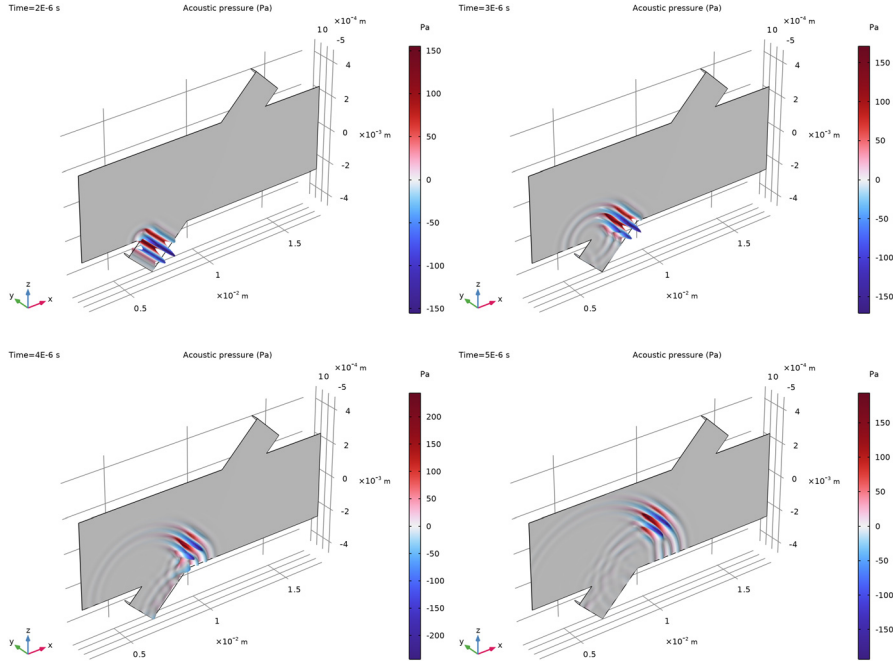 Time=2E-6 s Acoustic pressure (Pa)
×10⁻⁴ m
10 -5
Pa
150
100
50
0
-50
-100
-150
4
2
0 ×10⁻³ m
-2
-4
1.5
1
0.5
×10⁻² m
z
y x
Time=3E-6 s Acoustic pressure (Pa)
×10⁻⁴ m
10 -5
Pa
150
100
50
0
-50
-100
-150
4
2
0 ×10⁻³ m
-2
-4
1.5
1
0.5
×10⁻² m
z
y x
Time=4E-6 s Acoustic pressure (Pa)
×10⁻⁴ m
10 -5
Pa
200
150
100
50
0
-50
-100
-150
-200
4
2
0 ×10⁻³ m
-2
-4
1.5
1
0.5
×10⁻² m
z
y x
Time=5E-6 s Acoustic pressure (Pa)
×10⁻⁴ m
10 -5
Pa
150
100
50
0
-50
-100
-150
4
2
0 ×10⁻³ m
-2
-4
1.5
1
0.5
×10⁻² m
z
y x